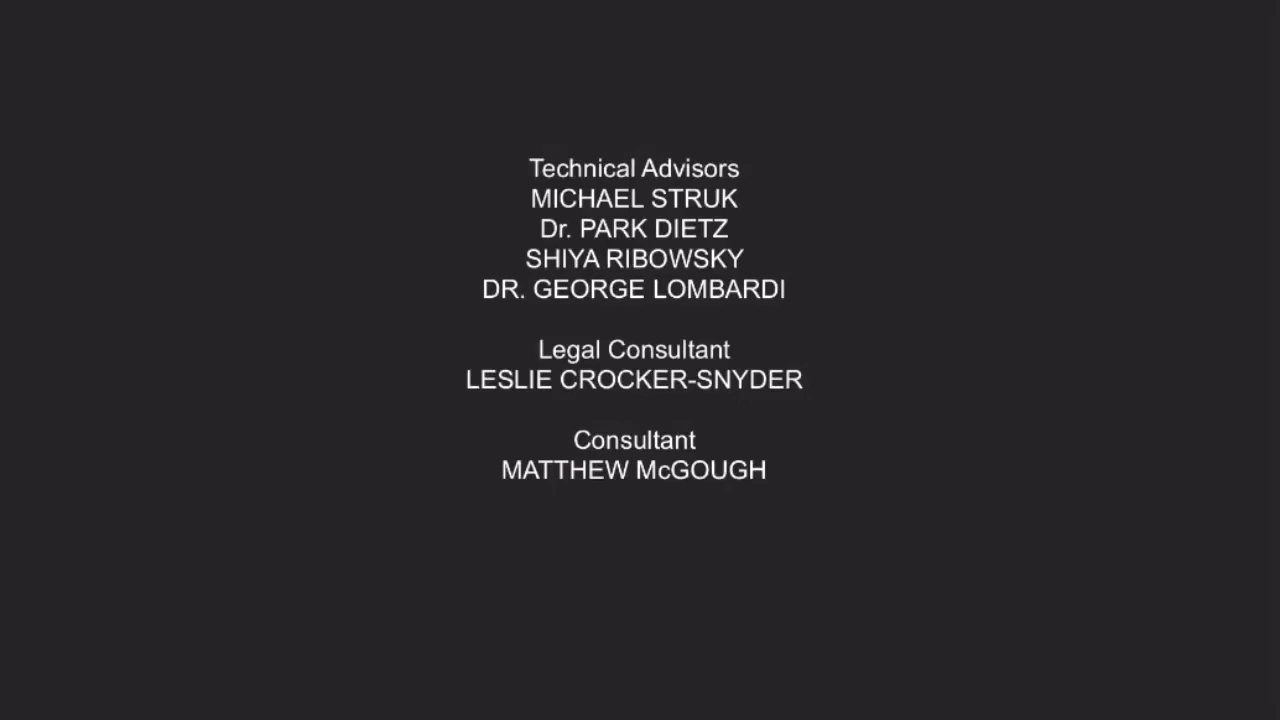 Technical Advisors
MICHAEL STRUK
Dr. PARK DIETZ
SHIYA RIBOWSKY
DR. GEORGE LOMBARDI
Legal Consultant
LESLIE CROCKER-SNYDER
Consultant
MATTHEW McGOUGH